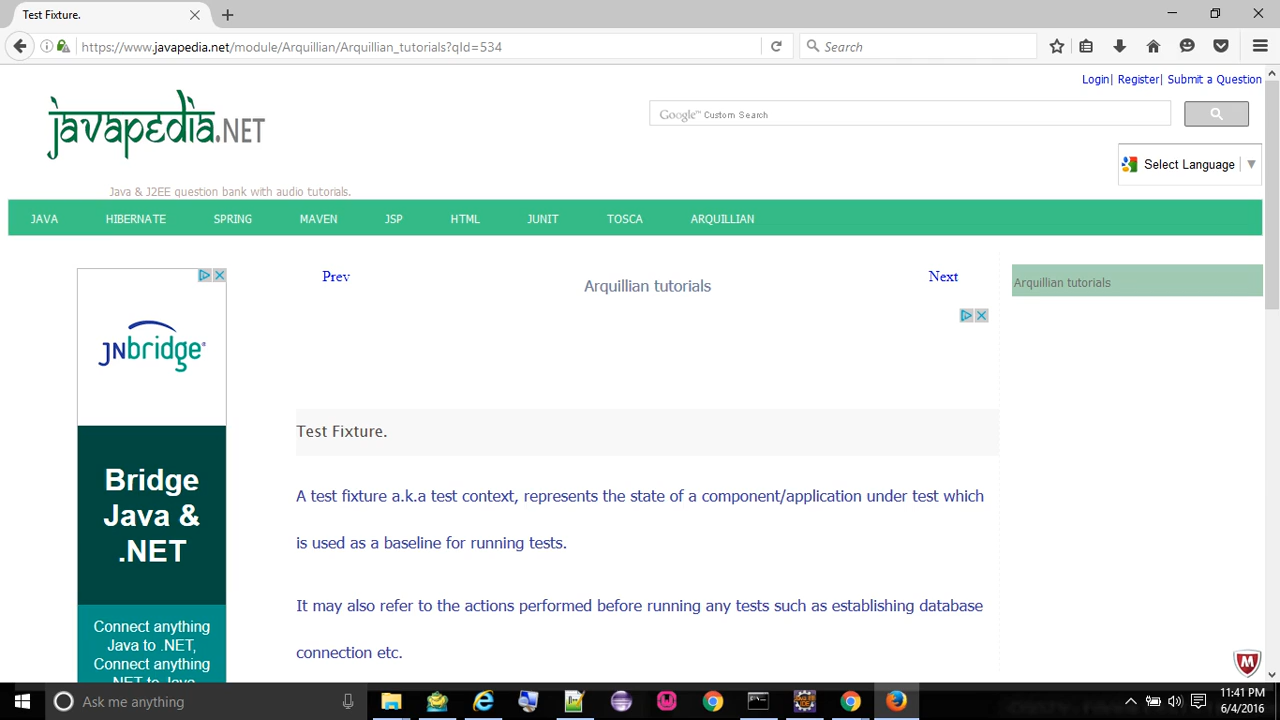 Test Fixture.
https://www.javapedia.net/module/Arquillian/Arquillian_tutorials?qId=534
Search
Login| Register| Submit a Question
javapedia.NET
Google™ Custom Search
Select Language
Java & J2EE question bank with audio tutorials.
JAVA HIBERNATE SPRING MAVEN JSP HTML JUNIT TOSCA ARQUILLIAN
Prev
Arquillian tutorials
Next
Arquillian tutorials
JNbridge
Bridge
Java &
.NET
Connect anything
Java to .NET,
Connect anything
.NET to Java
Test Fixture.
A test fixture a.k.a test context, represents the state of a component/application under test which
is used as a baseline for running tests.
It may also refer to the actions performed before running any tests such as establishing database
connection etc.
Ask me anything
11:41 PM
6/4/2016